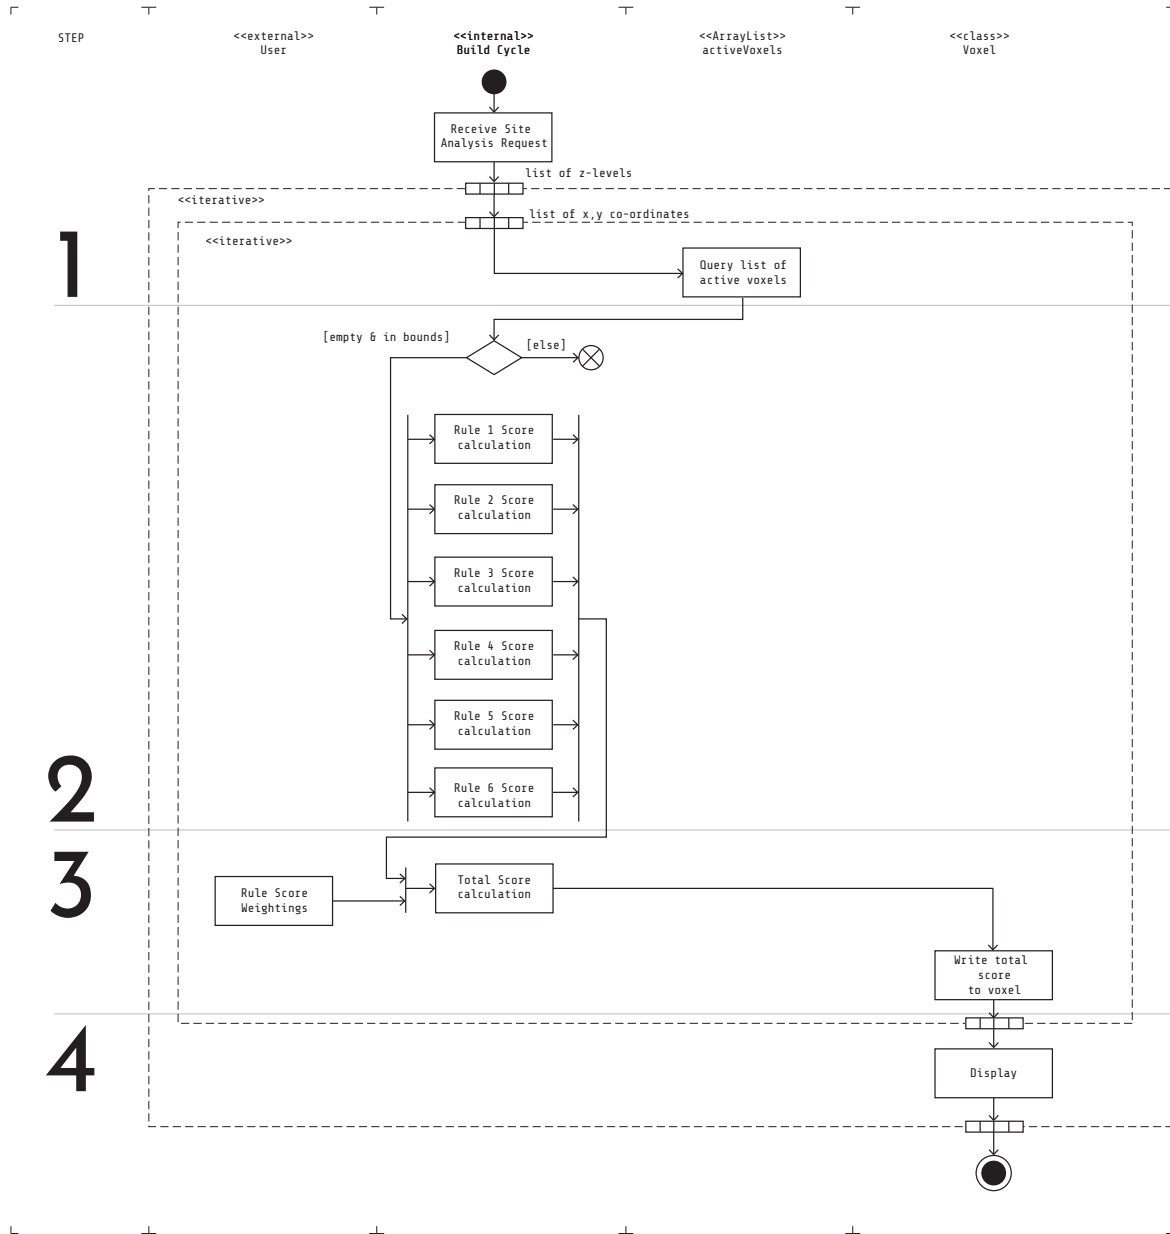 STEP
<<external>>
User
<<internal>>
Build Cycle
<<ArrayList>>
activeVoxels
<<class>>
Voxel
Receive Site
Analysis Request
list of z-levels
<<iterative>>
list of x,y co-ordinates
<<iterative>>
1
Query list of
active voxels
[empty & in bounds]
[else]
Rule 1 Score
calculation
Rule 2 Score
calculation
Rule 3 Score
calculation
Rule 4 Score
calculation
Rule 5 Score
calculation
Rule 6 Score
calculation
2
3
Total Score
calculation
Rule Score
Weightings
Write total
score
to voxel
4
Display